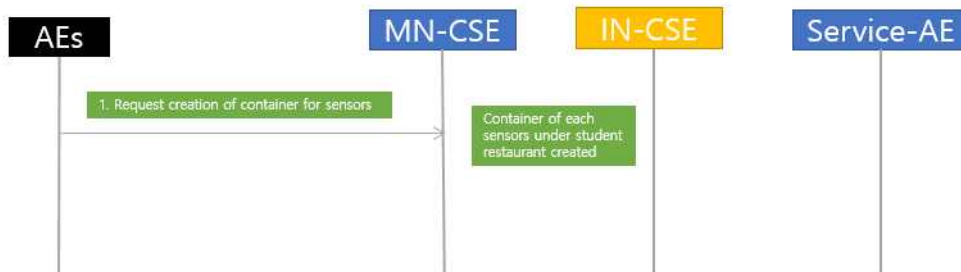 AEs
MN-CSE
IN-CSE
Service-AE
1. Request creation of container for sensors
Container of each
sensors under student
restaurant created